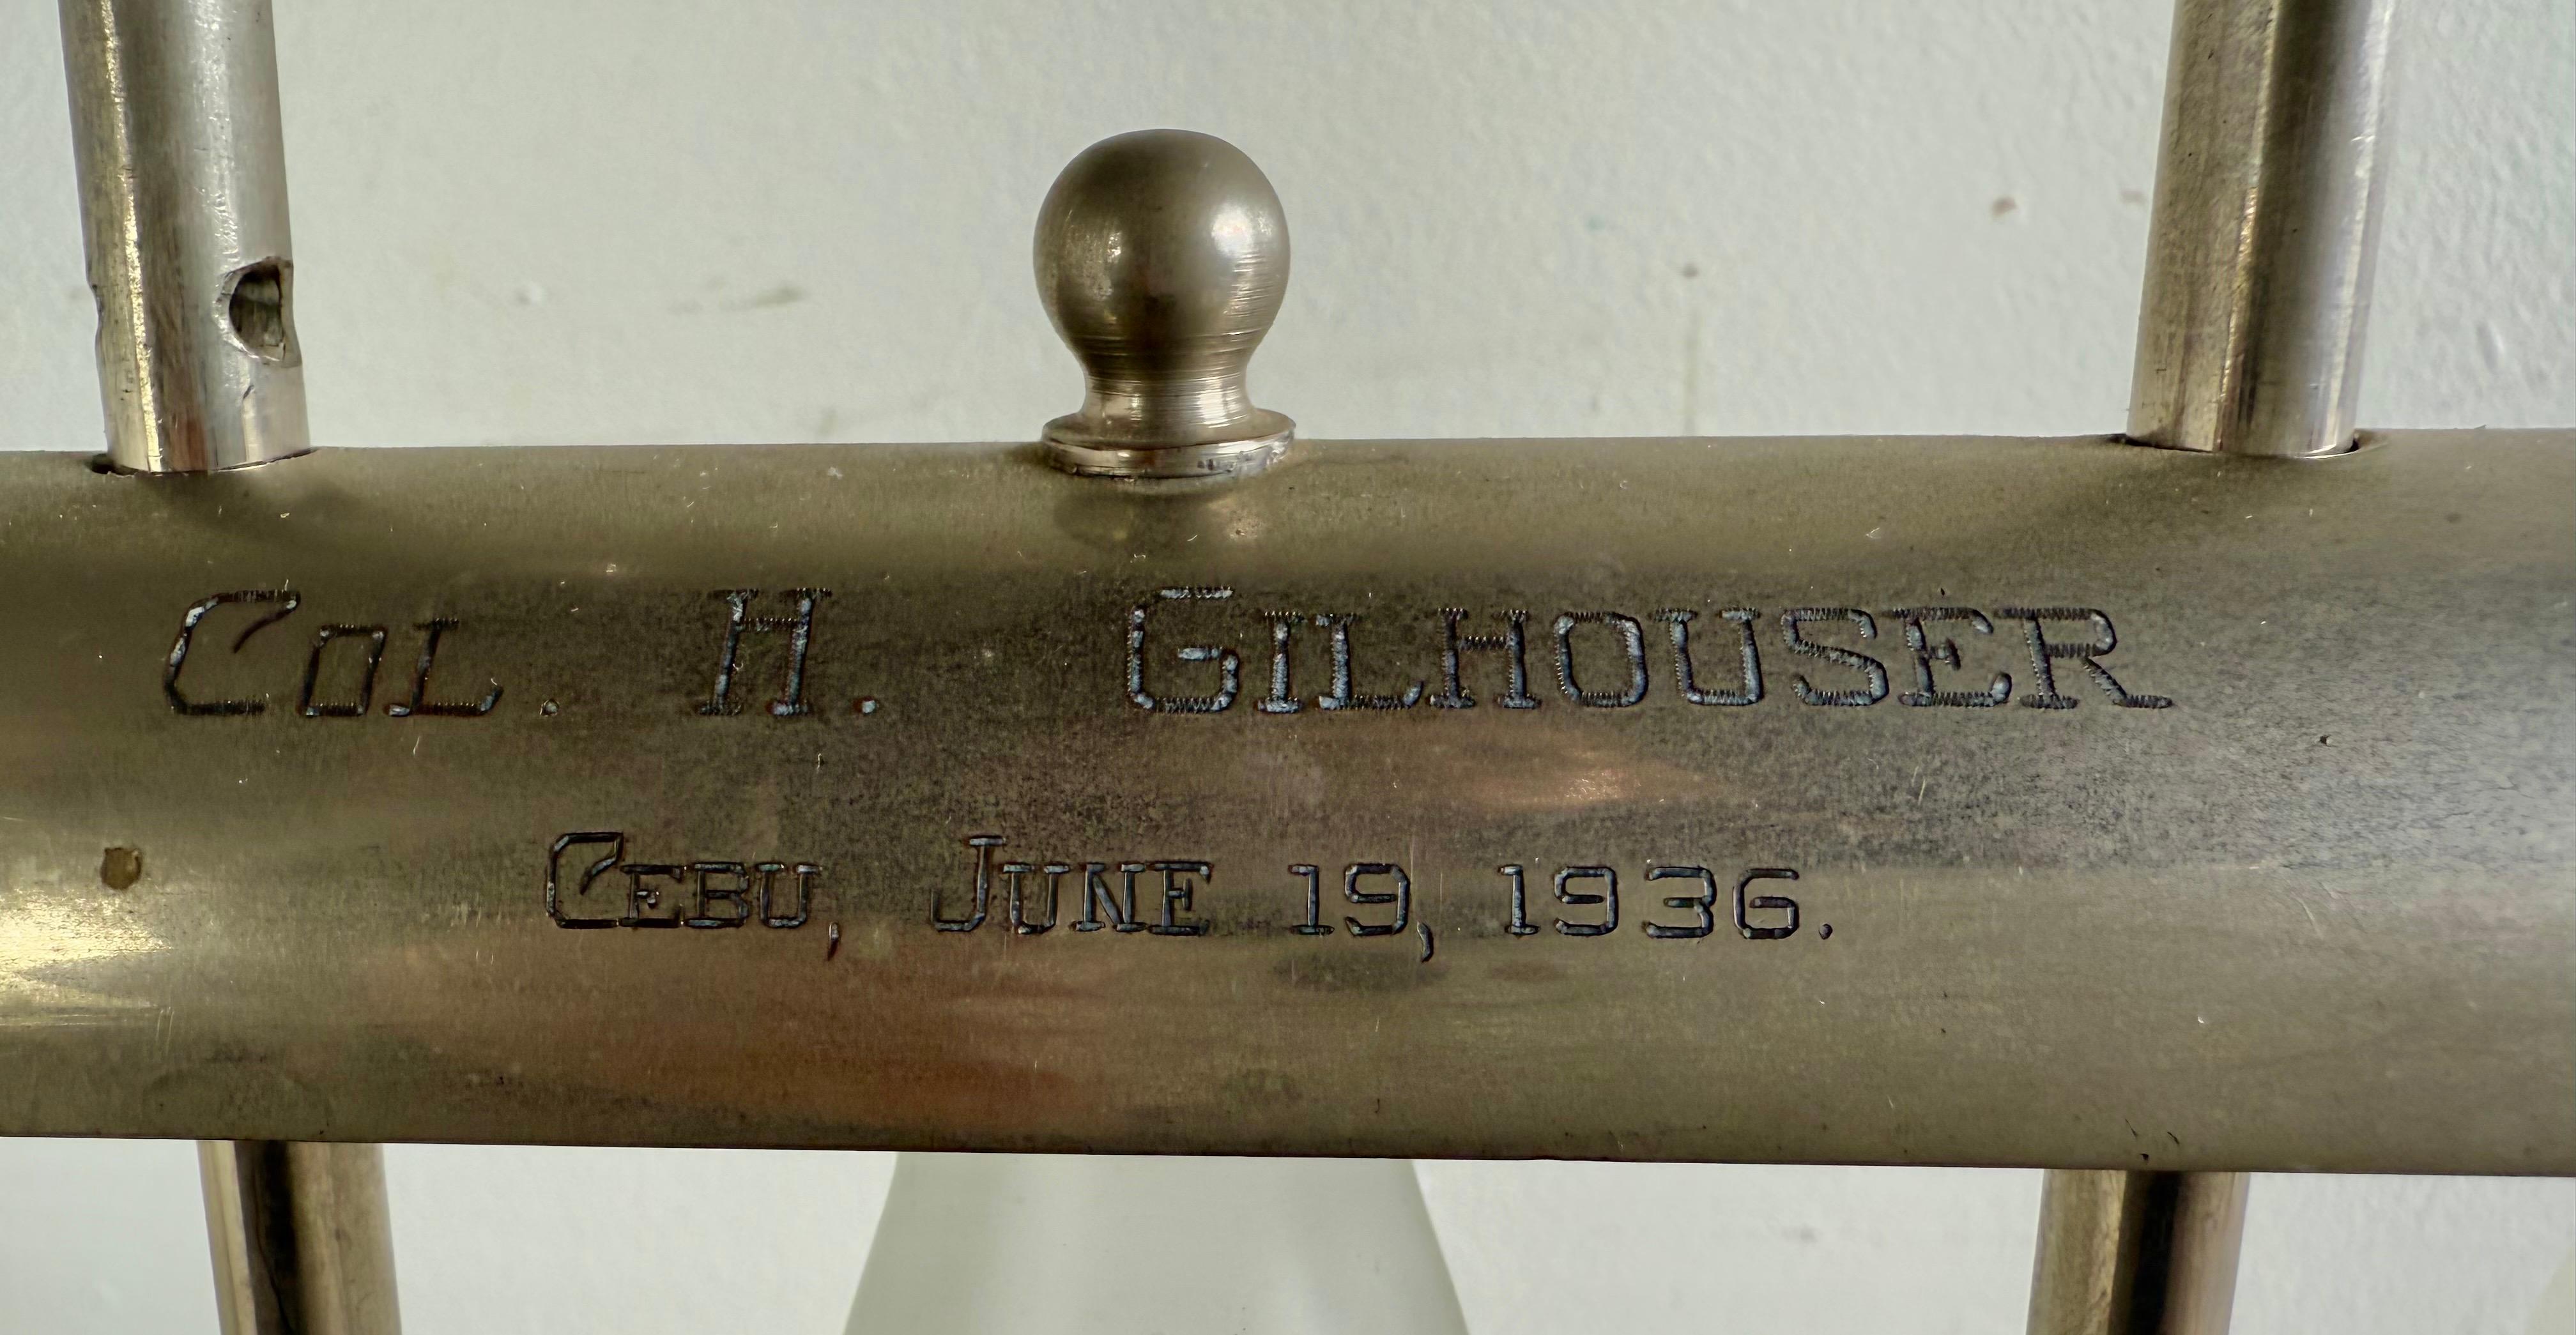 COL. H. GILHOUSER
CEBU, JUNE 19, 1936.